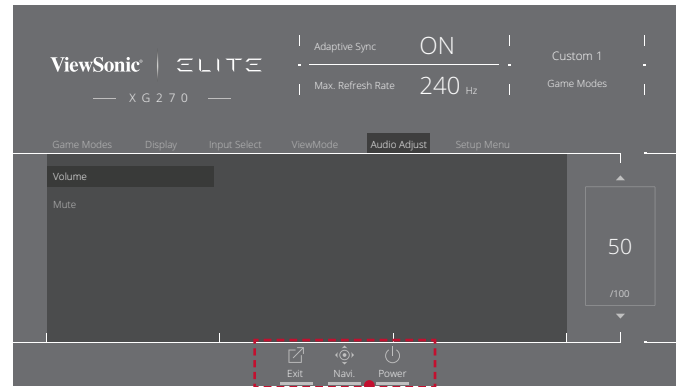 ViewSonic ELITE
XG270
Adaptive Sync ON
Max. Refresh Rate 240 Hz
Custom 1
Game Modes
Game Modes Display Input Select ViewMode Audio Adjust Setup Menu
Volume
Mute
50
/100
Exit Navi. Power